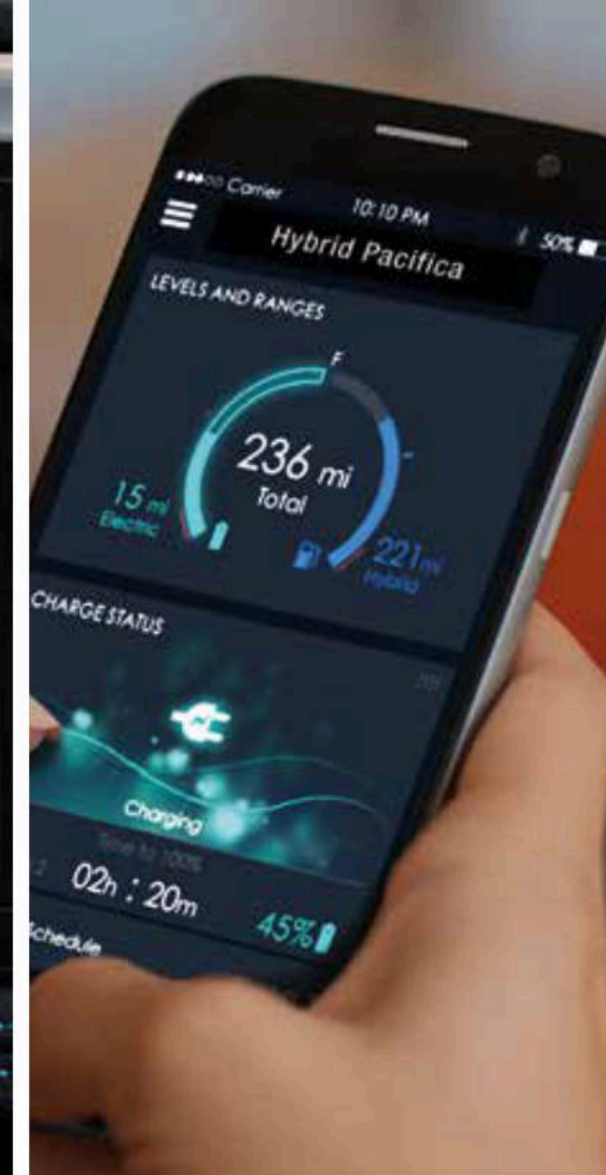 Carrier 10:10 PM 50%
Hybrid Pacifica
LEVELS AND RANGES
F
236 mi
Total
15 mi
Electric
221 mi
Hybrid
CHARGE STATUS
Charging
Time to 100%
02h : 20m
45%
Schedule